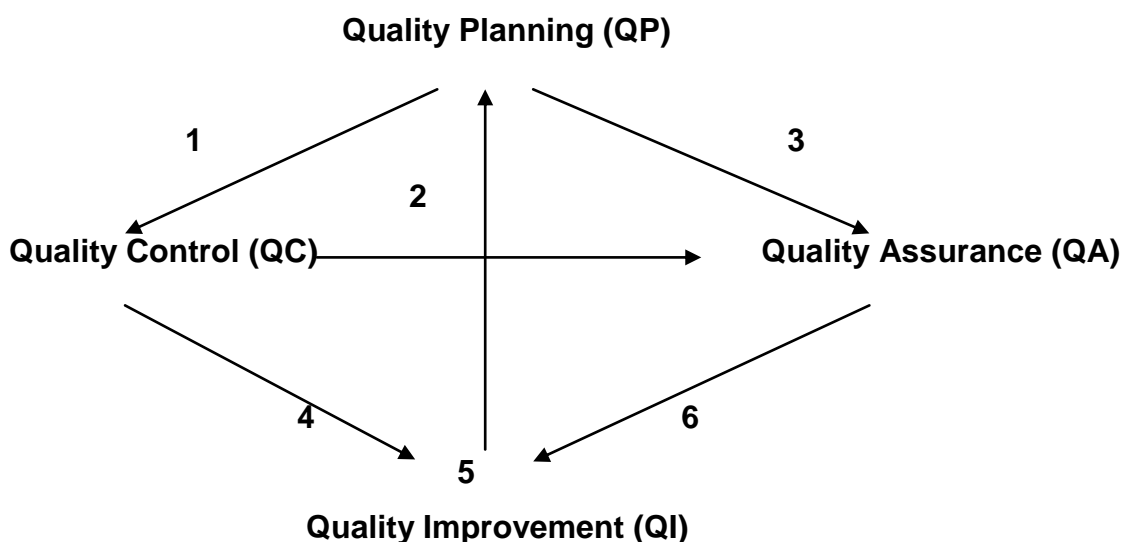 Quality Planning (QP)
1
3
2
Quality Control (QC)
Quality Assurance (QA)
4
6
5
Quality Improvement (QI)